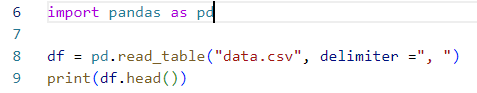 6 import pandas as pd
7
8 df = pd.read_table("data.csv", delimiter =", ")
9 print(df.head())